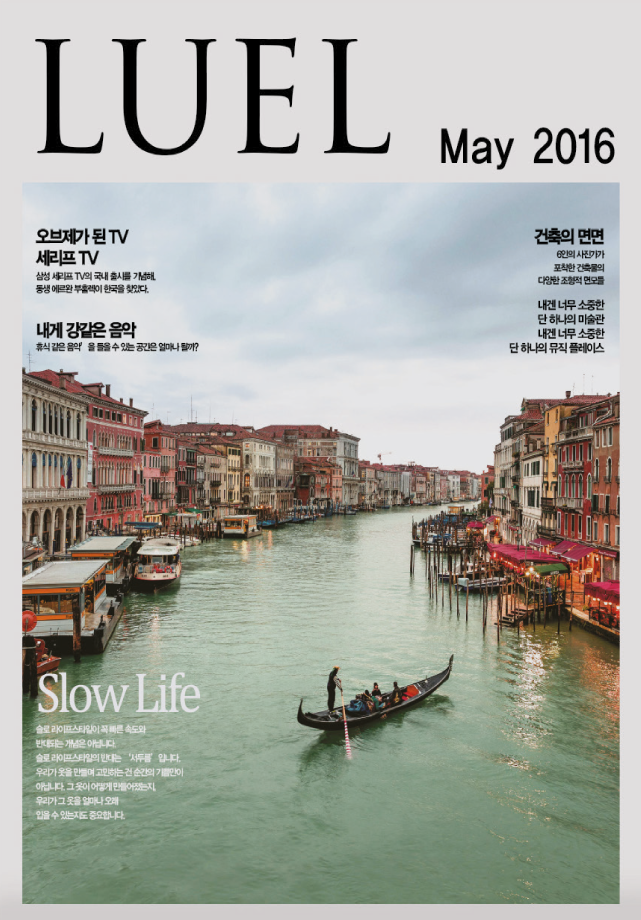 LUEL
May 2016
오브제가 된 TV
세리프 TV
삼성 세리프 TV의 국내 출시를 기념해,
동생 에르완 부훌렉이 한국을 찾았다.
내게 강같은 음악
휴식 같은 음악’ 을 들을 수 있는 공간은 얼마나 될까?
건축의 면면
6인의 사진가가
포착한 건축물의
다양한 조형적 면모들
내겐 너무 소중한
단 하나의 미술관
내겐 너무 소중한
단 하나의 뮤직 플레이스
Slow Life
슬로 라이프스타일이 꼭 빠른 속도와
반대되는 개념은 아닙니다.
슬로 라이프스타일의 반대는 ‘서두름’ 입니다.
우리가 옷을 만들며 고민하는 건 순간의 기쁨만이
아닙니다. 그 옷이 어떻게 만들어졌는지,
우리가 그 옷을 얼마나 오래
입을 수 있는지도 중요합니다.